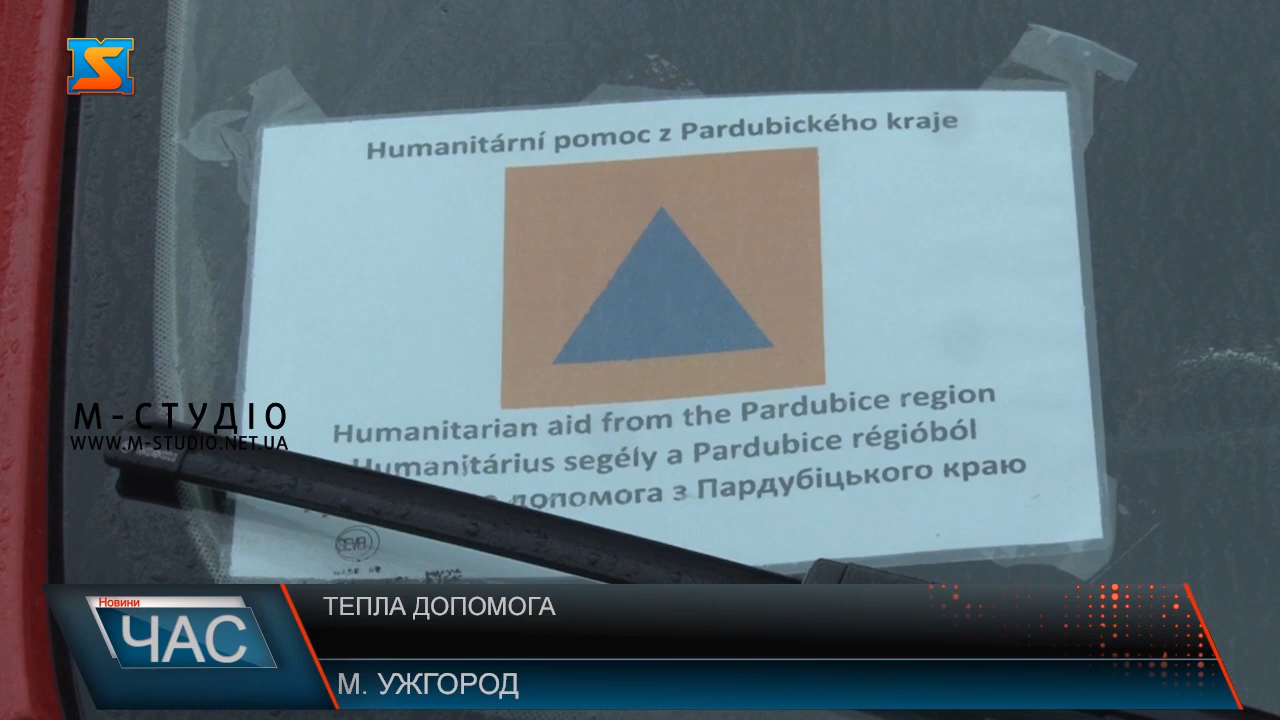 Humanitární pomoc z Pardubického kraje
Humanitarian aid from the Pardubice region
Humanitárius segély a Pardubice régióból
допомога з Пардубіцького краю
М-СТУДІО
WWW.M-STUDIO.NET.UA
Новини
ЧАС
ТЕПЛА ДОПОМОГА
М. УЖГОРОД